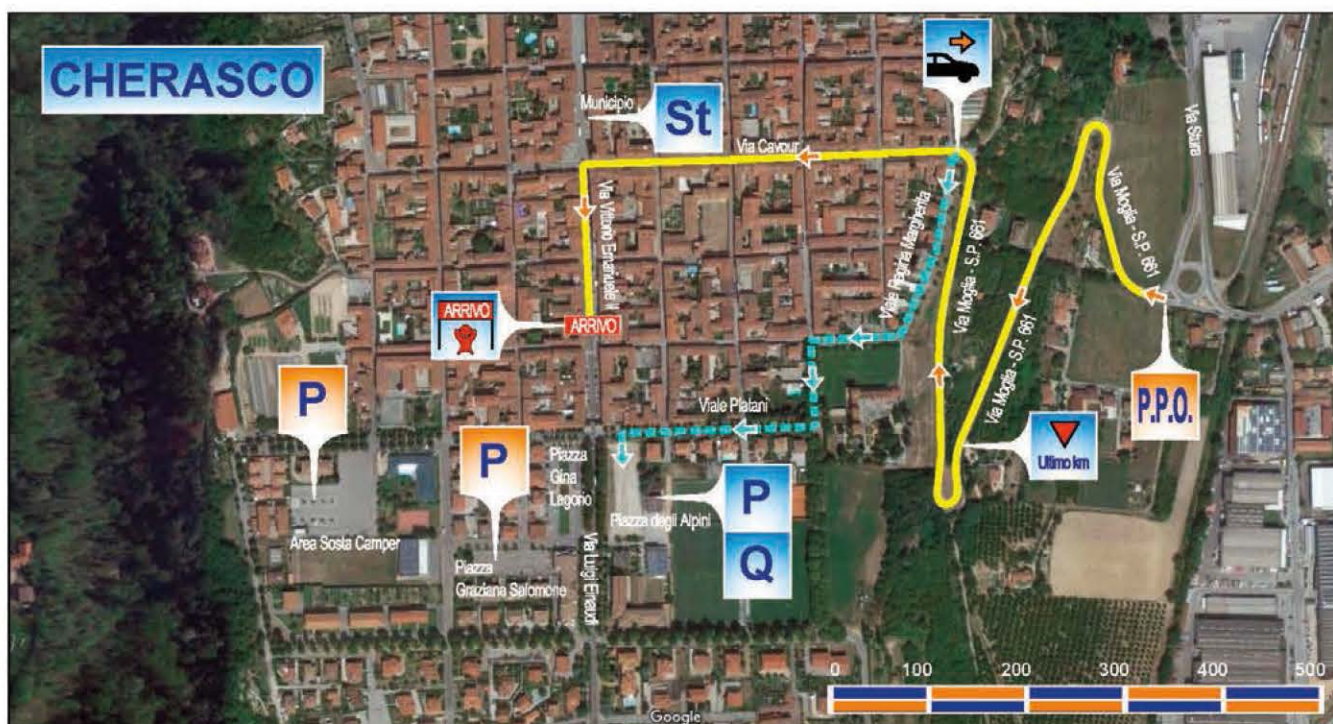 CHERASCO
Municipio
St
Via Cavour
Via Stura
Via Vittorio Emanuele II
Viale Regina Margherita
Via Moglia - S.P. 661
Via Moglia - S.P. 661
Via Moglia - S.P. 661
ARRIVO
ARRIVO
P
P
P.P.O.
Viale Platani
Ultimo km
Piazza
Gina
Lagorio
P
Q
Piazza degli Alpini
Area Sosta Camper
Piazza
Graziana Salomone
Via Luigi Einaudi
0 100 200 300 400 500
Google